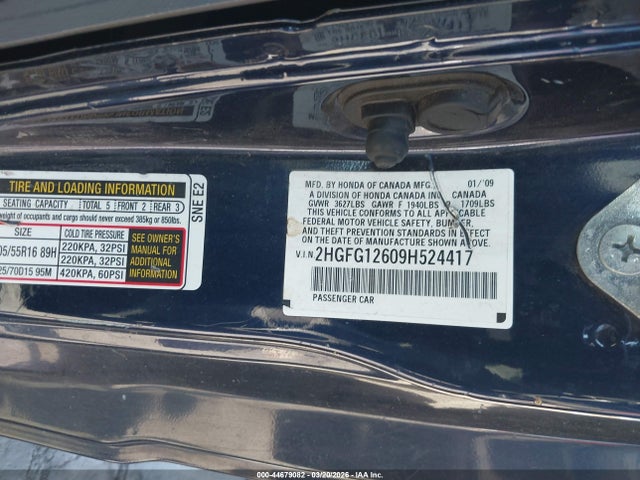 TIRE AND LOADING INFORMATION
SEATING CAPACITY TOTAL 5 FRONT 2 REAR 3
weight of occupants and cargo should never exceed 385kg or 850lbs.
SIZE COLD TIRE PRESSURE
05/55R16 89H 220KPA, 32PSI
220KPA, 32PSI
25/70D15 95M 420KPA, 60PSI
SEE OWNER'S
MANUAL FOR
ADDITIONAL
INFORMATION
SNE E2
MFD. BY HONDA OF CANADA MFG. 01/'09
A DIVISION OF HONDA CANADA INC. CANADA
GVWR 3627LBS GAWR F 1940LBS 1709LBS
THIS VEHICLE CONFORMS TO ALL APPLICABLE
FEDERAL MOTOR VEHICLE SAFETY, BUMPER,
AND THEFT PREVENTION STANDARDS IN EFFECT
ON THE DATE OF MANUFACTURE SHOWN ABOVE.
V.I.N. 2HGFG12609H524417
PASSENGER CAR
000-44679082 - 03/20/2026 - IAAI.COM